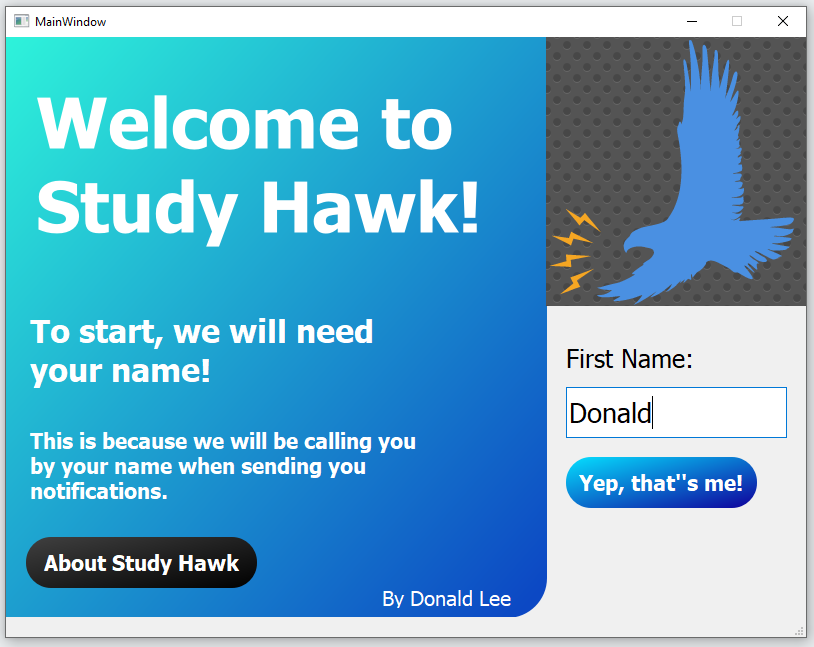 MainWindow
Welcome to
Study Hawk!
To start, we will need
your name!
This is because we will be calling you
by your name when sending you
notifications.
About Study Hawk
By Donald Lee
First Name:
Donald
Yep, that''s me!